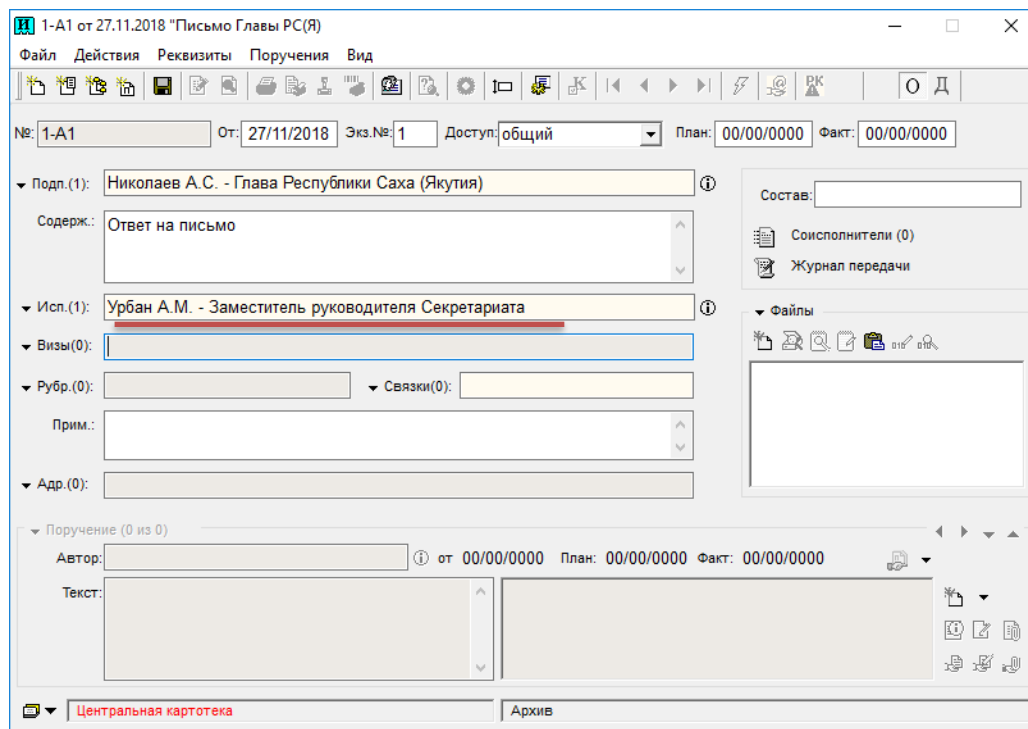 1-А1 от 27.11.2018 "Письмо Главы РС(Я)
Файл Действия Реквизиты Поручения Вид
О Д
№: 1-А1 От: 27/11/2018 Экз.№: 1 Доступ: общий План: 00/00/0000 Факт: 00/00/0000
Подп.(1): Николаев А.С. - Глава Республики Саха (Якутия)
Состав:
Содерж.: Ответ на письмо
Соисполнители (0)
Журнал передачи
Исп.(1): Урбан А.М. - Заместитель руководителя Секретариата
Файлы
Визы(0):
Рубр.(0): Связки(0):
Прим.:
Адр.(0):
Поручение (0 из 0)
Автор: от 00/00/0000 План: 00/00/0000 Факт: 00/00/0000
Текст:
Центральная картотека Архив